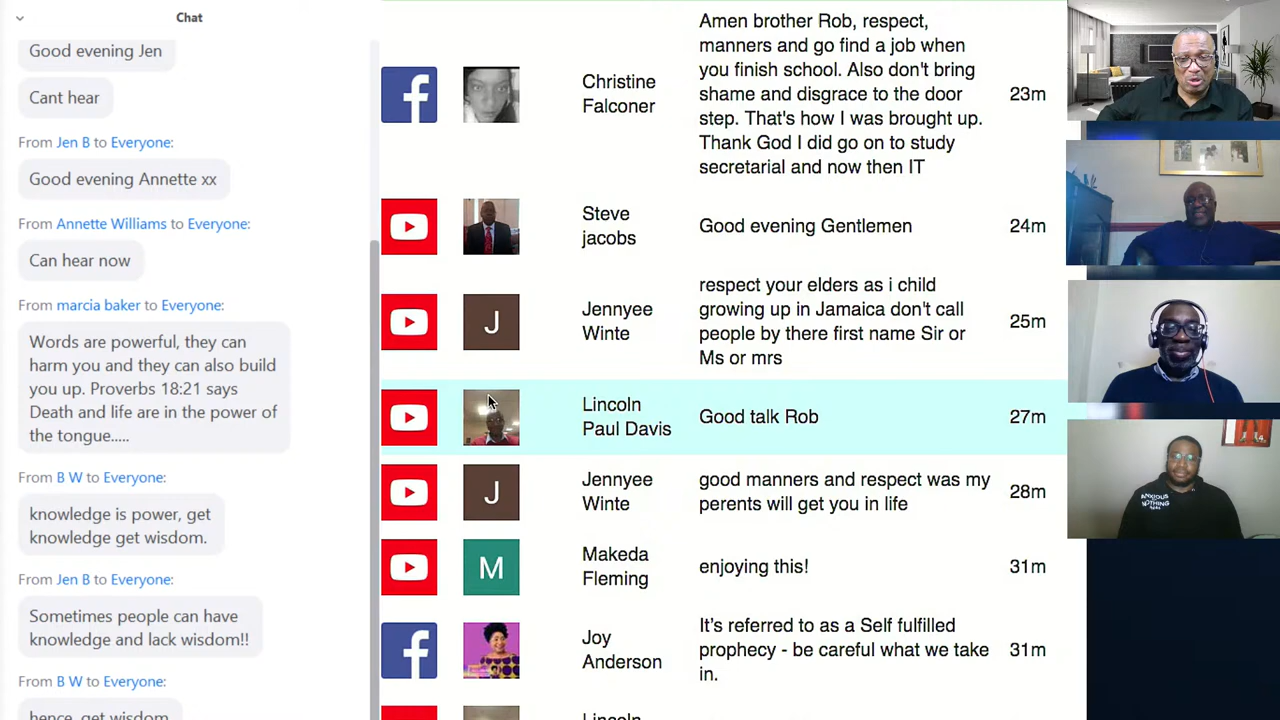 Chat
Good evening Jen
Cant hear
From Jen B to Everyone:
Good evening Annette xx
From Annette Williams to Everyone:
Can hear now
From marcia baker to Everyone:
Words are powerful, they can
harm you and they can also build
you up. Proverbs 18:21 says
Death and life are in the power of
the tongue.....
From B W to Everyone:
knowledge is power, get
knowledge get wisdom.
From Jen B to Everyone:
Sometimes people can have
knowledge and lack wisdom!!
From B W to Everyone:
hence, get wisdom
Christine
Falconer
Amen brother Rob, respect,
manners and go find a job when
you finish school. Also don't bring
shame and disgrace to the door
step. That's how I was brought up.
Thank God I did go on to study
secretarial and now then IT
23m
Steve
jacobs
Good evening Gentlemen
24m
J
Jennyee
Winte
respect your elders as i child
growing up in Jamaica don't call
people by there first name Sir or
Ms or mrs
25m
Lincoln
Paul Davis
Good talk Rob
27m
J
Jennyee
Winte
good manners and respect was my
perents will get you in life
28m
M
Makeda
Fleming
enjoying this!
31m
Joy
Anderson
It's referred to as a Self fulfilled
prophecy - be careful what we take
in.
31m
Lincoln
ANXIOUS
NOTHING